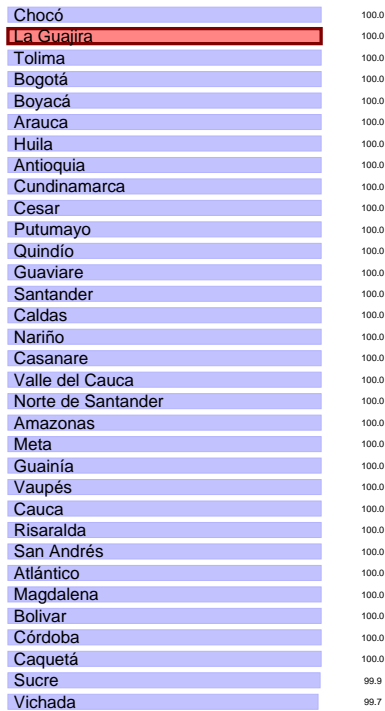 Chocó 100.0
La Guajira 100.0
Tolima 100.0
Bogotá 100.0
Boyacá 100.0
Arauca 100.0
Huila 100.0
Antioquia 100.0
Cundinamarca 100.0
Cesar 100.0
Putumayo 100.0
Quindío 100.0
Guaviare 100.0
Santander 100.0
Caldas 100.0
Nariño 100.0
Casanare 100.0
Valle del Cauca 100.0
Norte de Santander 100.0
Amazonas 100.0
Meta 100.0
Guainía 100.0
Vaupés 100.0
Cauca 100.0
Risaralda 100.0
San Andrés 100.0
Atlántico 100.0
Magdalena 100.0
Bolivar 100.0
Córdoba 100.0
Caquetá 100.0
Sucre 99.9
Vichada 99.7